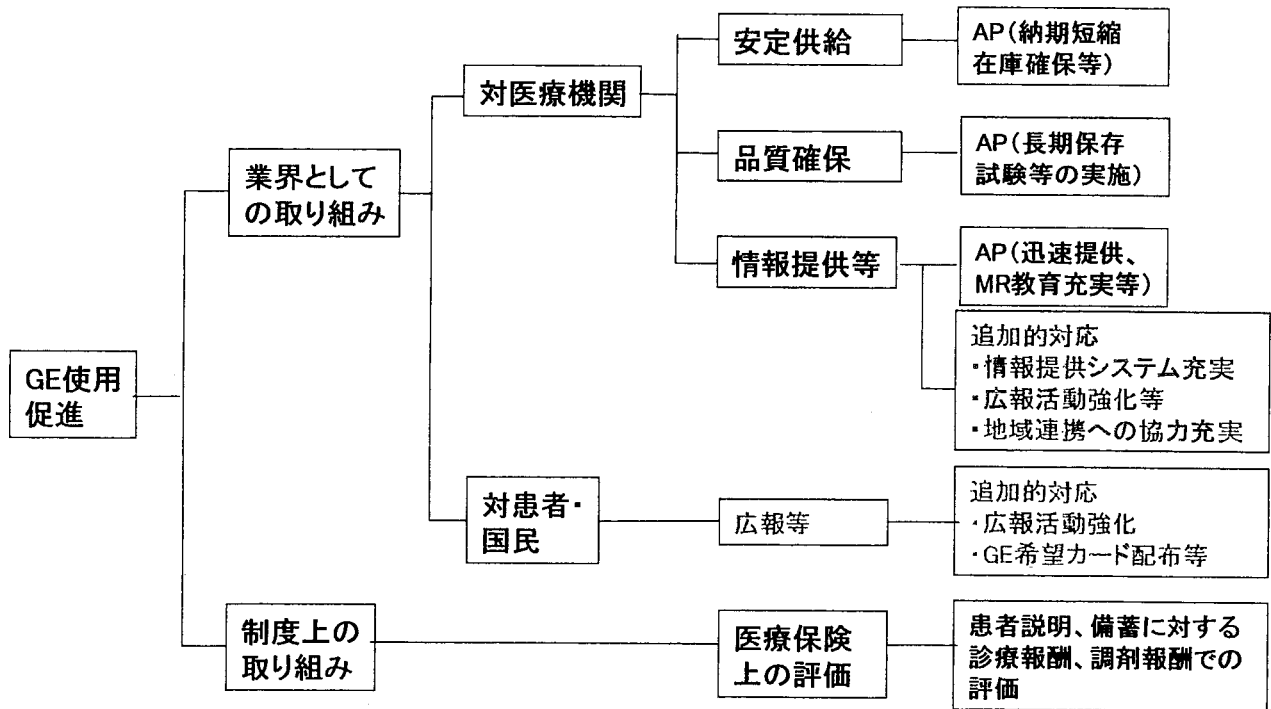 GE使用
促進
業界として
の取り組み
対医療機関
安定供給
AP(納期短縮
在庫確保等)
品質確保
AP(長期保存
試験等の実施)
情報提供等
AP(迅速提供、
MR教育充実等)
追加的対応
・情報提供システム充実
・広報活動強化等
・地域連携への協力充実
対患者・
国民
広報等
追加的対応
・広報活動強化
・GE希望カード配布等
制度上の
取り組み
医療保険
上の評価
患者説明、備蓄に対する
診療報酬、調剤報酬での
評価